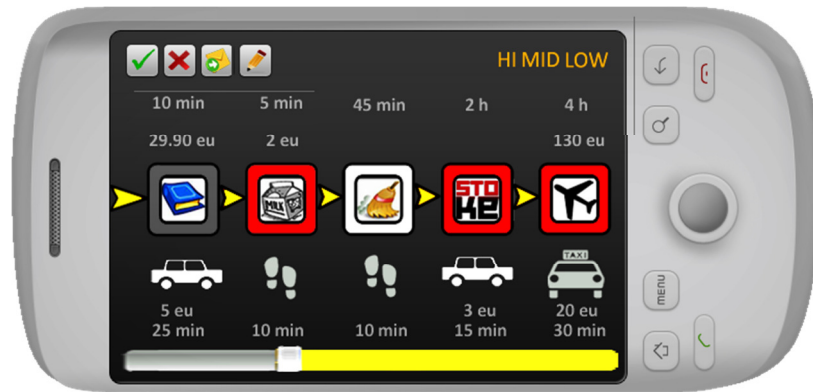 HI MID LOW
10 min 5 min 45 min 2 h 4 h
29.90 eu 2 eu 130 eu
MILK STO
KE
TAXI
5 eu 3 eu 20 eu
25 min 10 min 10 min 15 min 30 min
menu